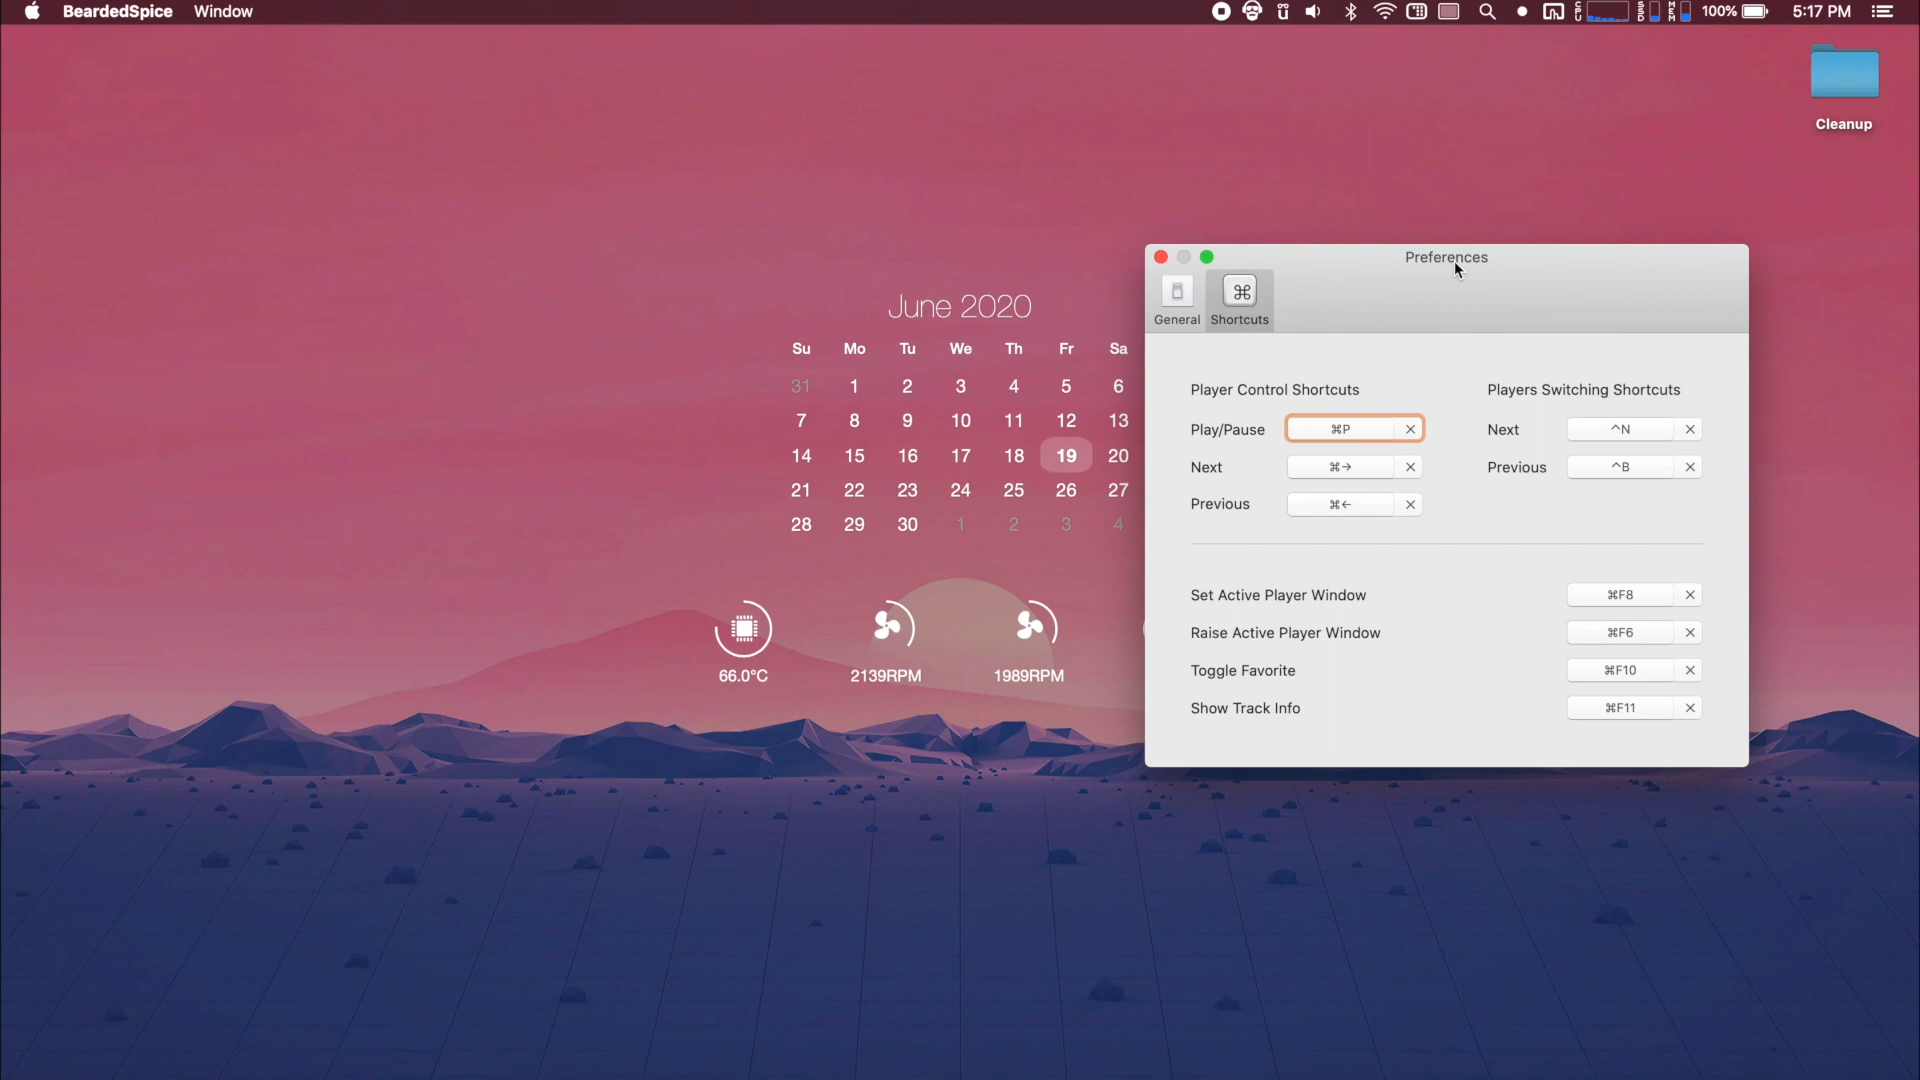 BeardedSpice Window
CPU SSD MEM 100% 5:17 PM
Cleanup
June 2020
Su Mo Tu We Th Fr Sa
31 1 2 3 4 5 6
7 8 9 10 11 12 13
14 15 16 17 18 19 20
21 22 23 24 25 26 27
28 29 30 1 2 3 4
66.0°C 2139RPM 1989RPM
Preferences
General Shortcuts
Player Control Shortcuts
Play/Pause ⌘P
Next ⌘→
Previous ⌘←
Players Switching Shortcuts
Next ^N
Previous ^B
Set Active Player Window ⌘F8
Raise Active Player Window ⌘F6
Toggle Favorite ⌘F10
Show Track Info ⌘F11